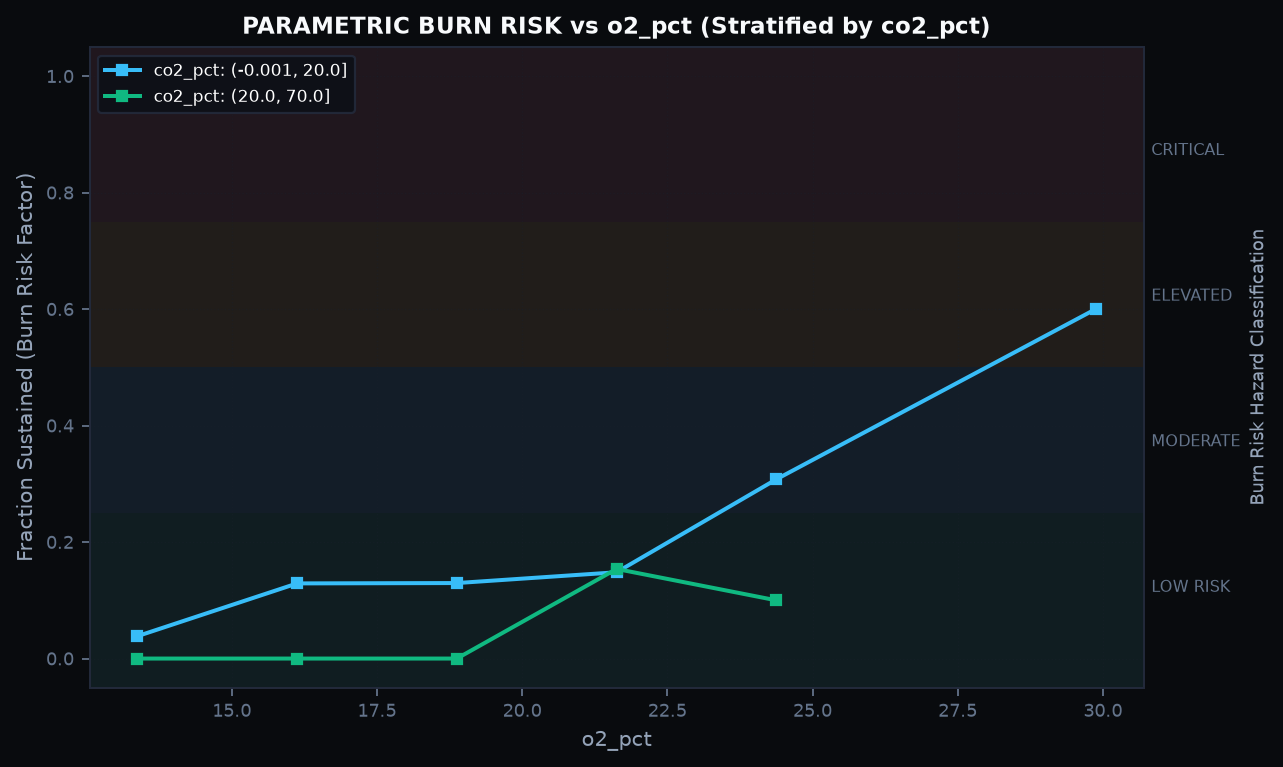 PARAMETRIC BURN RISK vs o2_pct (Stratified by co2_pct)
co2_pct: (-0.001, 20.0]
co2_pct: (20.0, 70.0]
Fraction Sustained (Burn Risk Factor)
1.0
0.8
0.6
0.4
0.2
0.0
CRITICAL
ELEVATED
MODERATE
LOW RISK
Burn Risk Hazard Classification
15.0
17.5
20.0
22.5
25.0
27.5
30.0
o2_pct